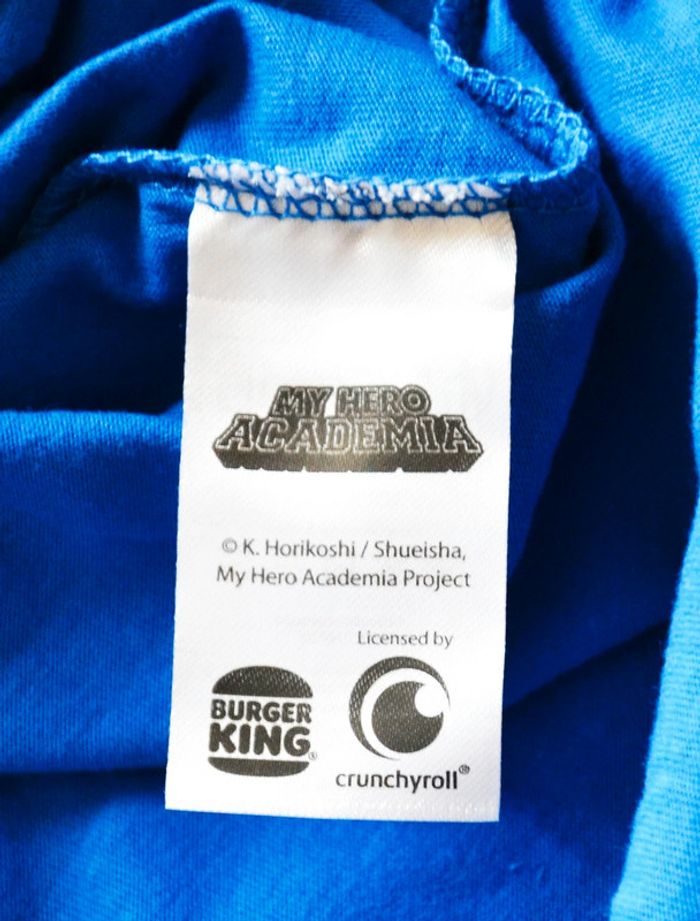 MY HERO
ACADEMIA
© K. Horikoshi / Shueisha,
My Hero Academia Project
Licensed by
BURGER
KING®
crunchyroll®